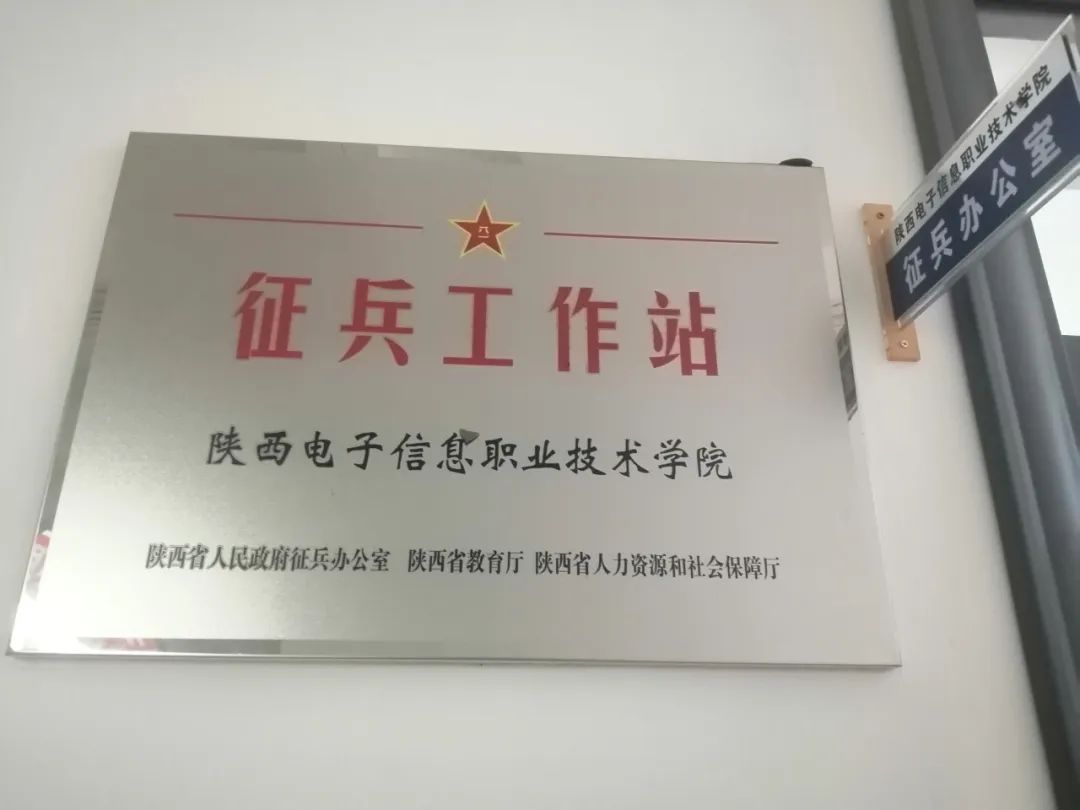 八一
征兵工作站
陕西电子信息职业技术学院
陕西省人民政府征兵办公室 陕西省教育厅 陕西省人力资源和社会保障厅
陕西电子信息职业技术学院
征兵办公室